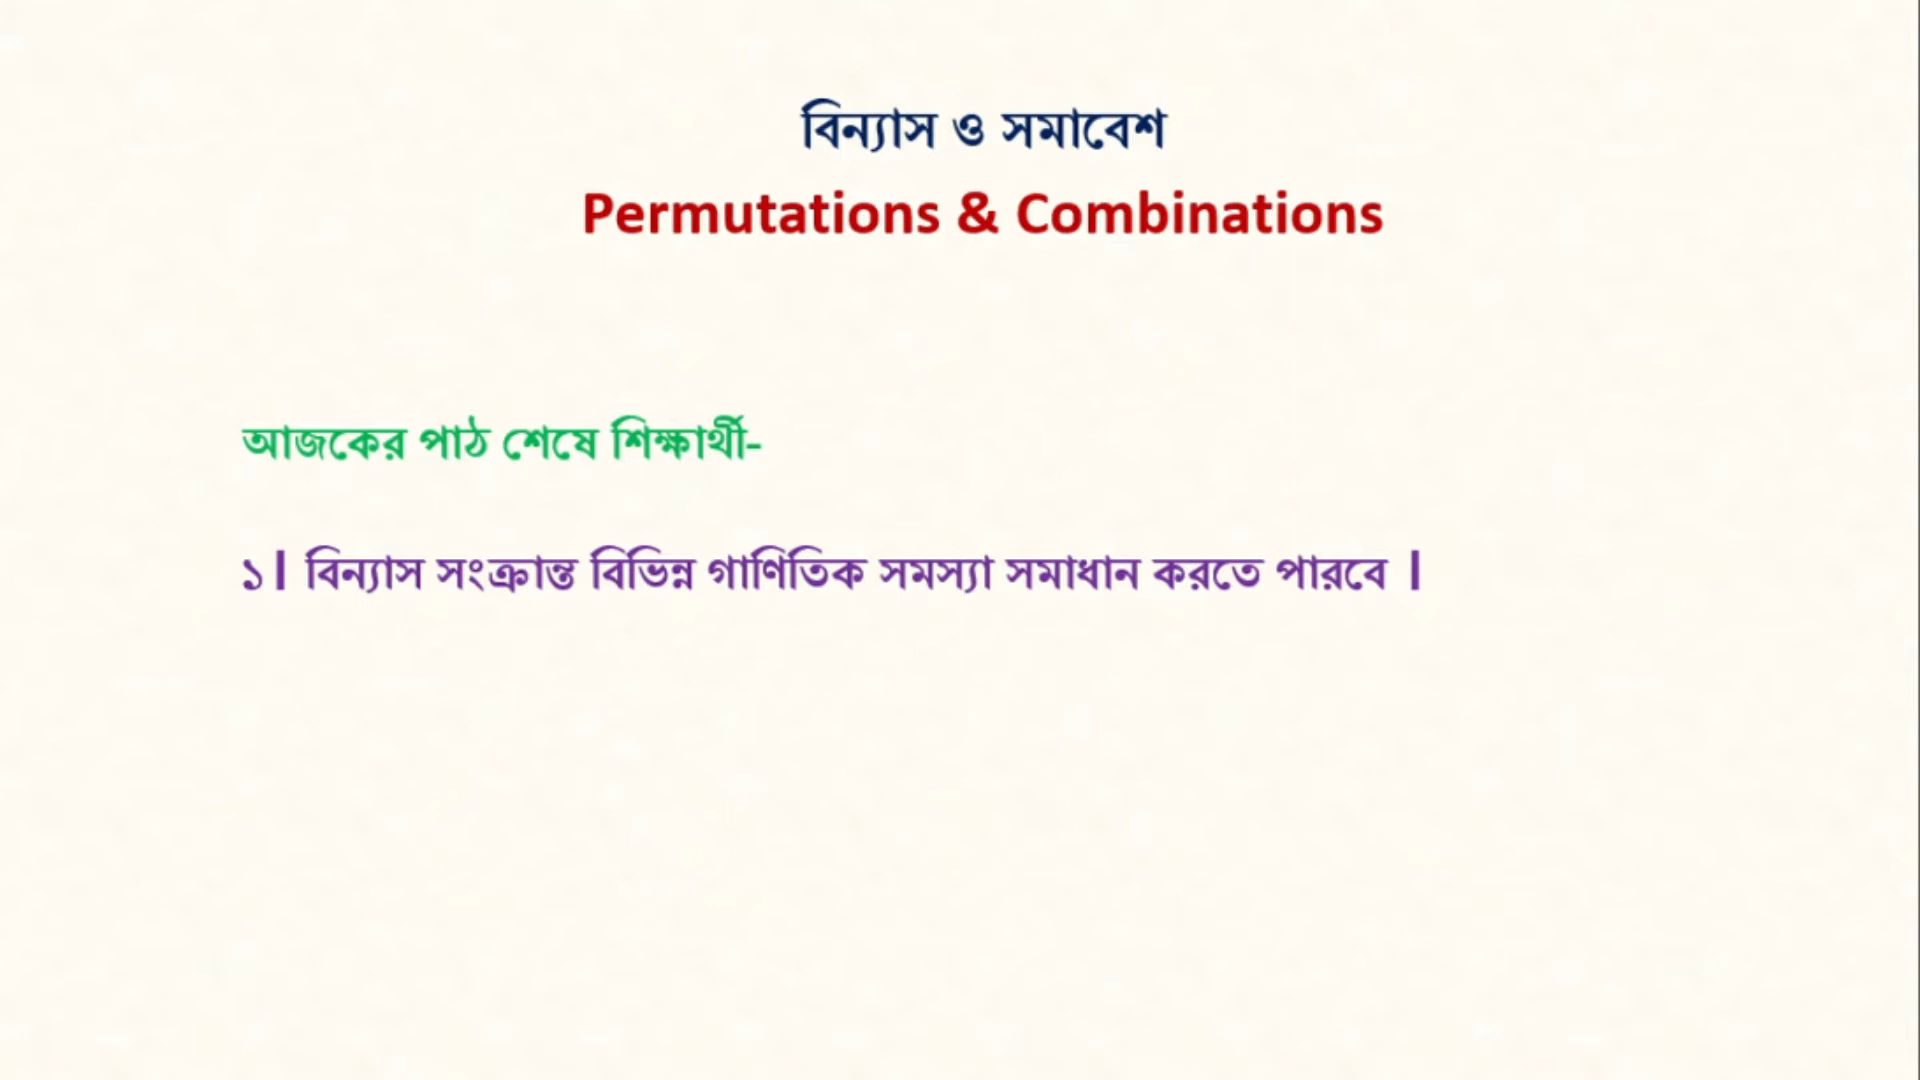 বিন্যাস ও সমাবেশ
Permutations & Combinations
আজকের পাঠ শেষে শিক্ষার্থী-
১। বিন্যাস সংক্রান্ত বিভিন্ন গাণিতিক সমস্যা সমাধান করতে পারবে ।